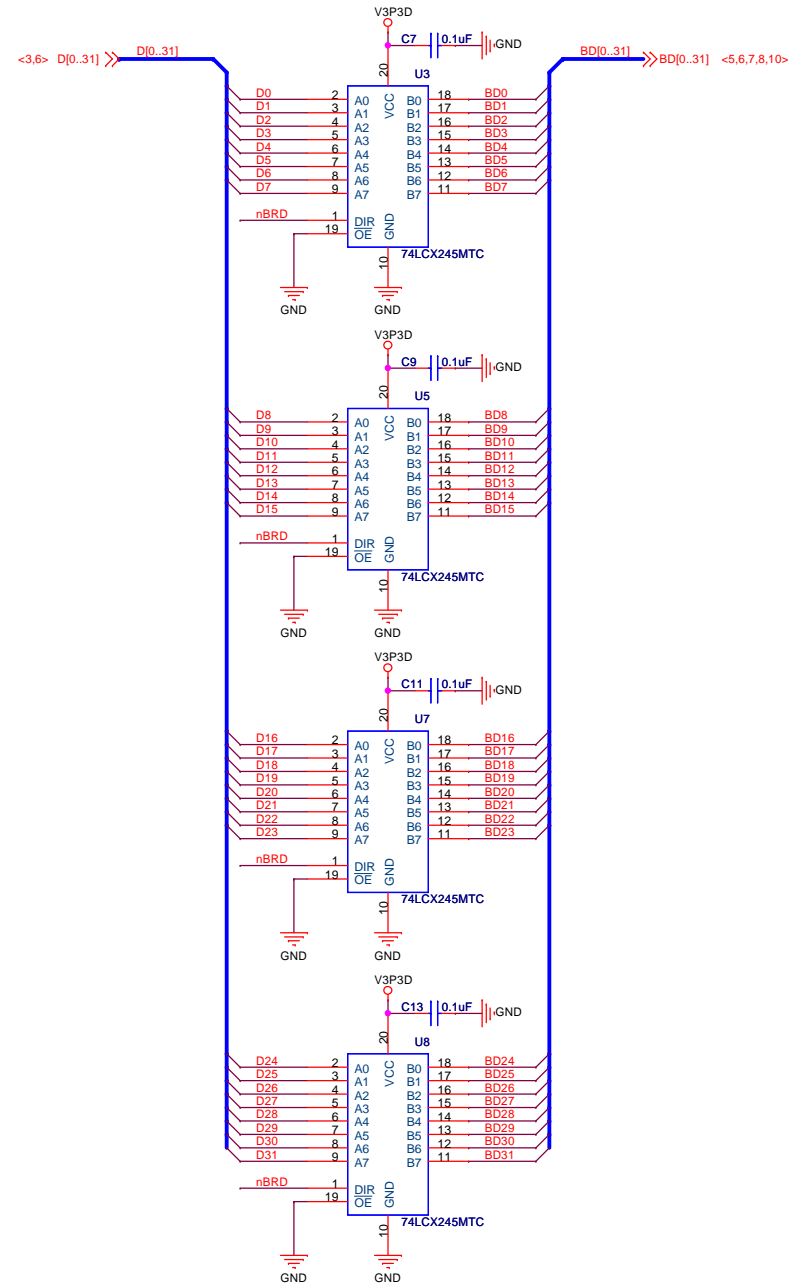 V3P3D
C7 0.1uF GND
<3,6> D[0..31] D[0..31] BD[0..31] BD[0..31] <5,6,7,8,10>
20 U3
D0 2 A0 VCC B0 18 BD0
D1 3 A1 B1 17 BD1
D2 4 A2 B2 16 BD2
D3 5 A3 B3 15 BD3
D4 6 A4 B4 14 BD4
D5 7 A5 B5 13 BD5
D6 8 A6 B6 12 BD6
D7 9 A7 B7 11 BD7
nBRD 1 DIR GND
19 OE
10 74LCX245MTC
GND GND
V3P3D
C9 0.1uF GND
20 U5
D8 2 A0 VCC B0 18 BD8
D9 3 A1 B1 17 BD9
D10 4 A2 B2 16 BD10
D11 5 A3 B3 15 BD11
D12 6 A4 B4 14 BD12
D13 7 A5 B5 13 BD13
D14 8 A6 B6 12 BD14
D15 9 A7 B7 11 BD15
nBRD 1 DIR GND
19 OE
10 74LCX245MTC
GND GND
V3P3D
C11 0.1uF GND
20 U7
D16 2 A0 VCC B0 18 BD16
D17 3 A1 B1 17 BD17
D18 4 A2 B2 16 BD18
D19 5 A3 B3 15 BD19
D20 6 A4 B4 14 BD20
D21 7 A5 B5 13 BD21
D22 8 A6 B6 12 BD22
D23 9 A7 B7 11 BD23
nBRD 1 DIR GND
19 OE
10 74LCX245MTC
GND GND
V3P3D
C13 0.1uF GND
20 U8
D24 2 A0 VCC B0 18 BD24
D25 3 A1 B1 17 BD25
D26 4 A2 B2 16 BD26
D27 5 A3 B3 15 BD27
D28 6 A4 B4 14 BD28
D29 7 A5 B5 13 BD29
D30 8 A6 B6 12 BD30
D31 9 A7 B7 11 BD31
nBRD 1 DIR GND
19 OE
10 74LCX245MTC
GND GND